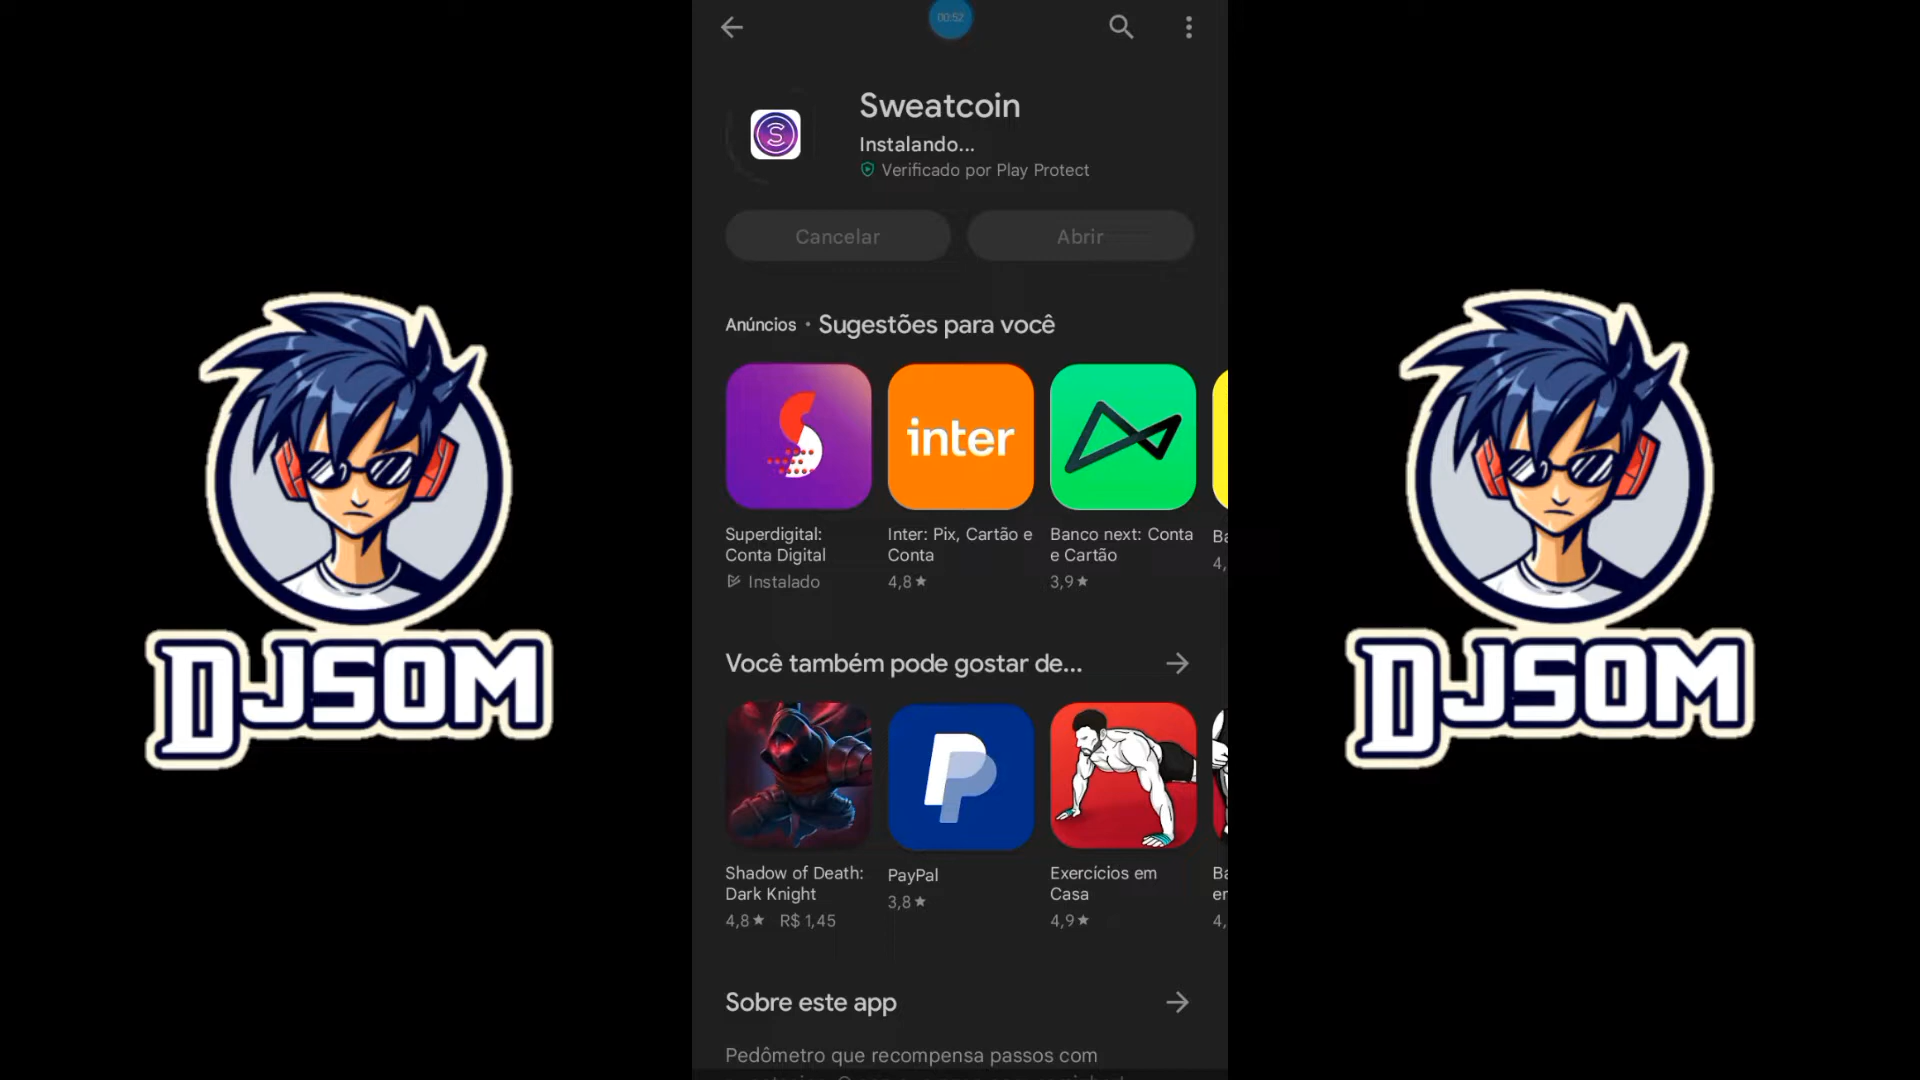 00:52
Sweatcoin
Instalando...
Verificado por Play Protect
Cancelar
Abrir
Anúncios • Sugestões para você
inter
Superdigital:
Conta Digital
Instalado
Inter: Pix, Cartão e
Conta
4,8★
Banco next: Conta
e Cartão
3,9★
Ba
4,
Você também pode gostar de...
Shadow of Death:
Dark Knight
4,8★ R$ 1,45
PayPal
3,8★
Exercícios em
Casa
4,9★
4,
Sobre este app
Pedômetro que recompensa passos com
DJSOM
DJSOM